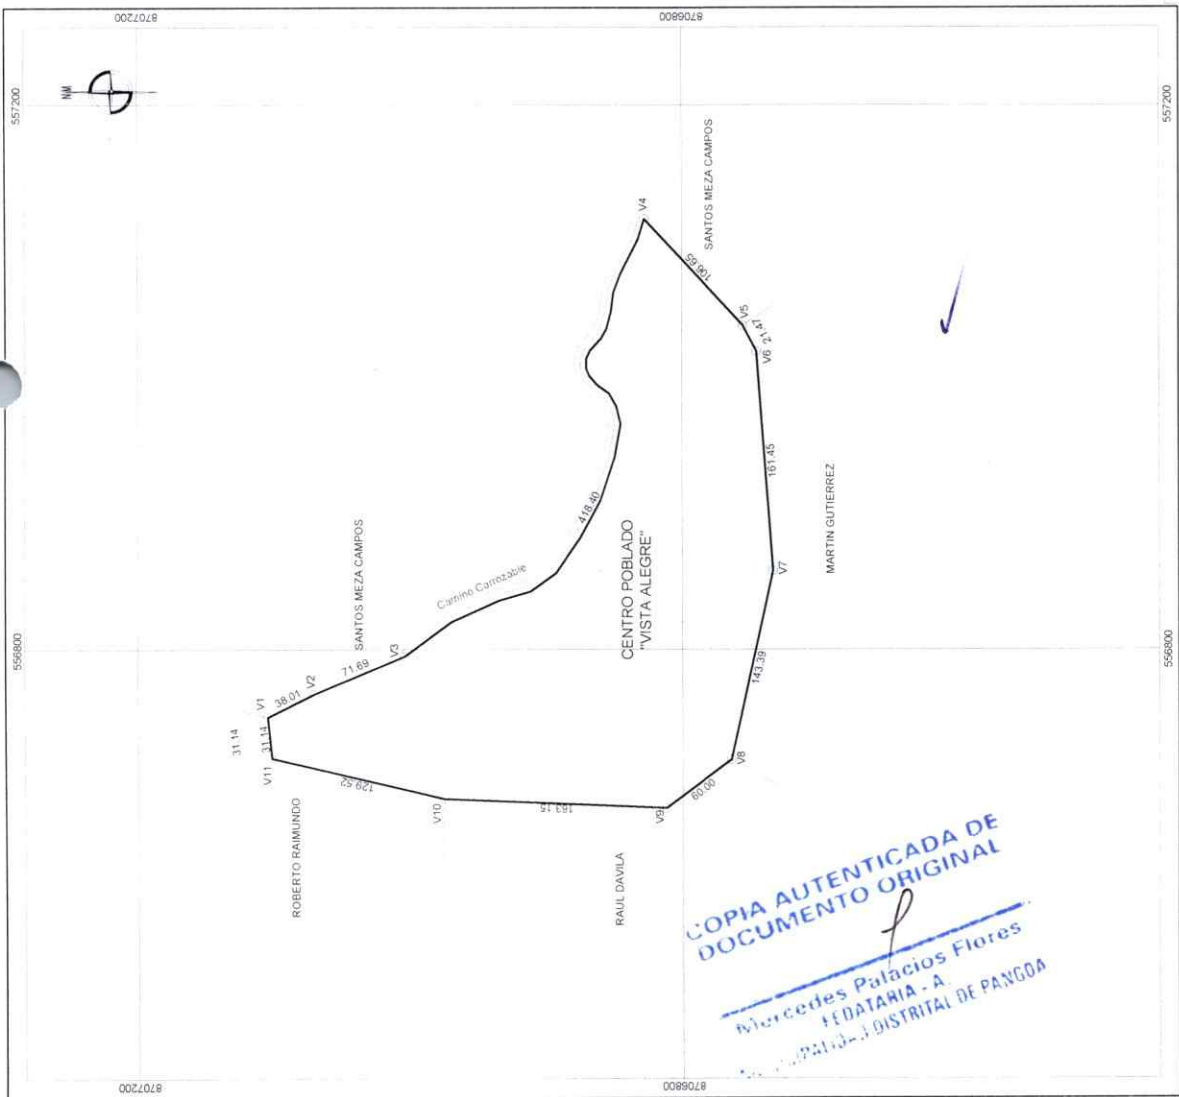 8707200
8706800
557200
557200
NM
V4
SANTOS MEZA CAMPOS
106.65
V5
21.47
V6
161.45
MARTIN GUTIERREZ
418.40
CENTRO POBLADO
"VISTA ALEGRE"
Camino Carrozable
SANTOS MEZA CAMPOS
V7
556800
556800
V3
71.69
V2
143.39
38.01
V1
31.14
31.14
V11
V8
129.52
60.00
V10
163.15
V9
ROBERTO RAIMUNDO
RAUL DAVILA
COPIA AUTENTICADA DE
DOCUMENTO ORIGINAL
Mercedes Palacios Flores
FEDATARIA - A.
DISTRITAL DE PANGOA
8707200
8706800